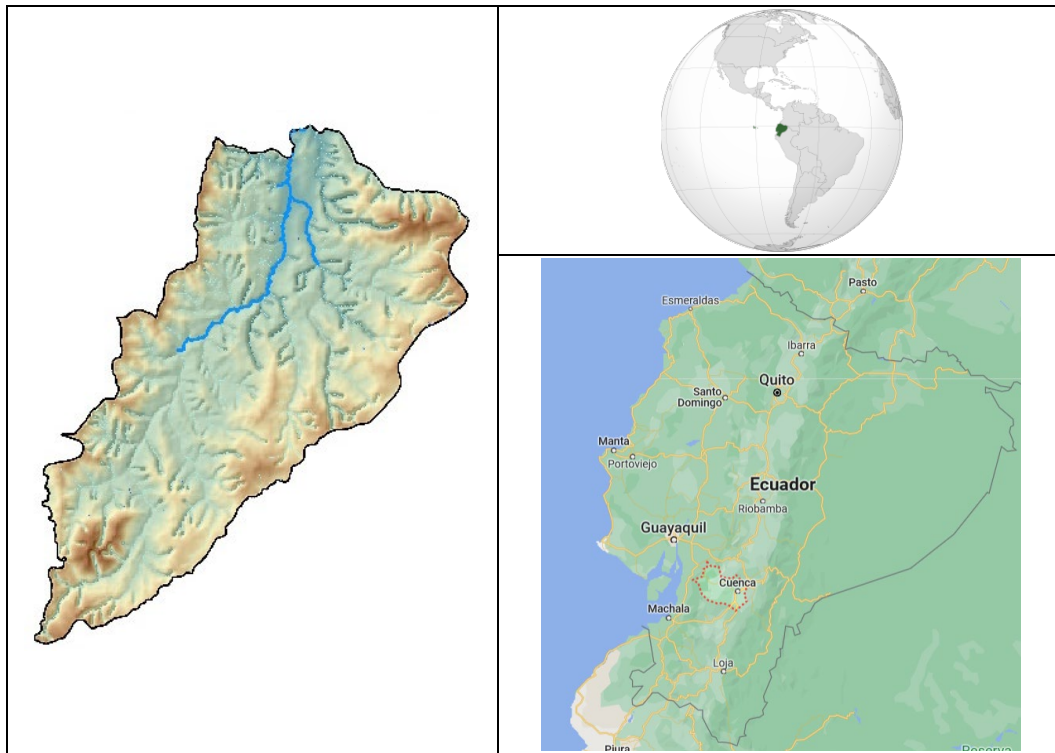 Pasto
Esmeraldas
Ibarra
Quito
Santo
Domingo
Manta
Portoviejo
Ecuador
Riobamba
Guayaquil
Cuenca
Machala
Loja
Piura
Reserva